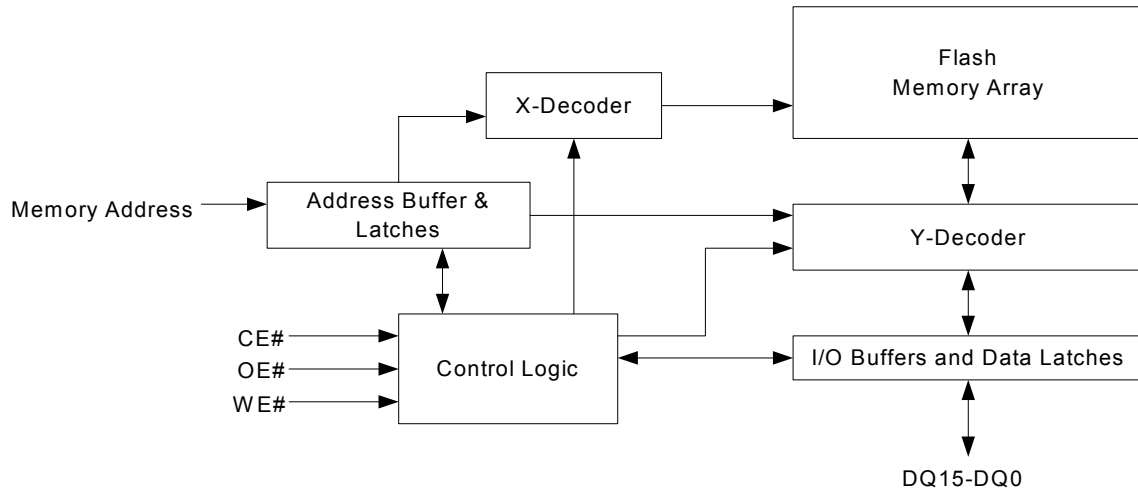 Flash
Memory Array
X-Decoder
Memory Address
Address Buffer &
Latches
Y-Decoder
CE#
OE#
WE#
Control Logic
I/O Buffers and Data Latches
DQ15-DQ0